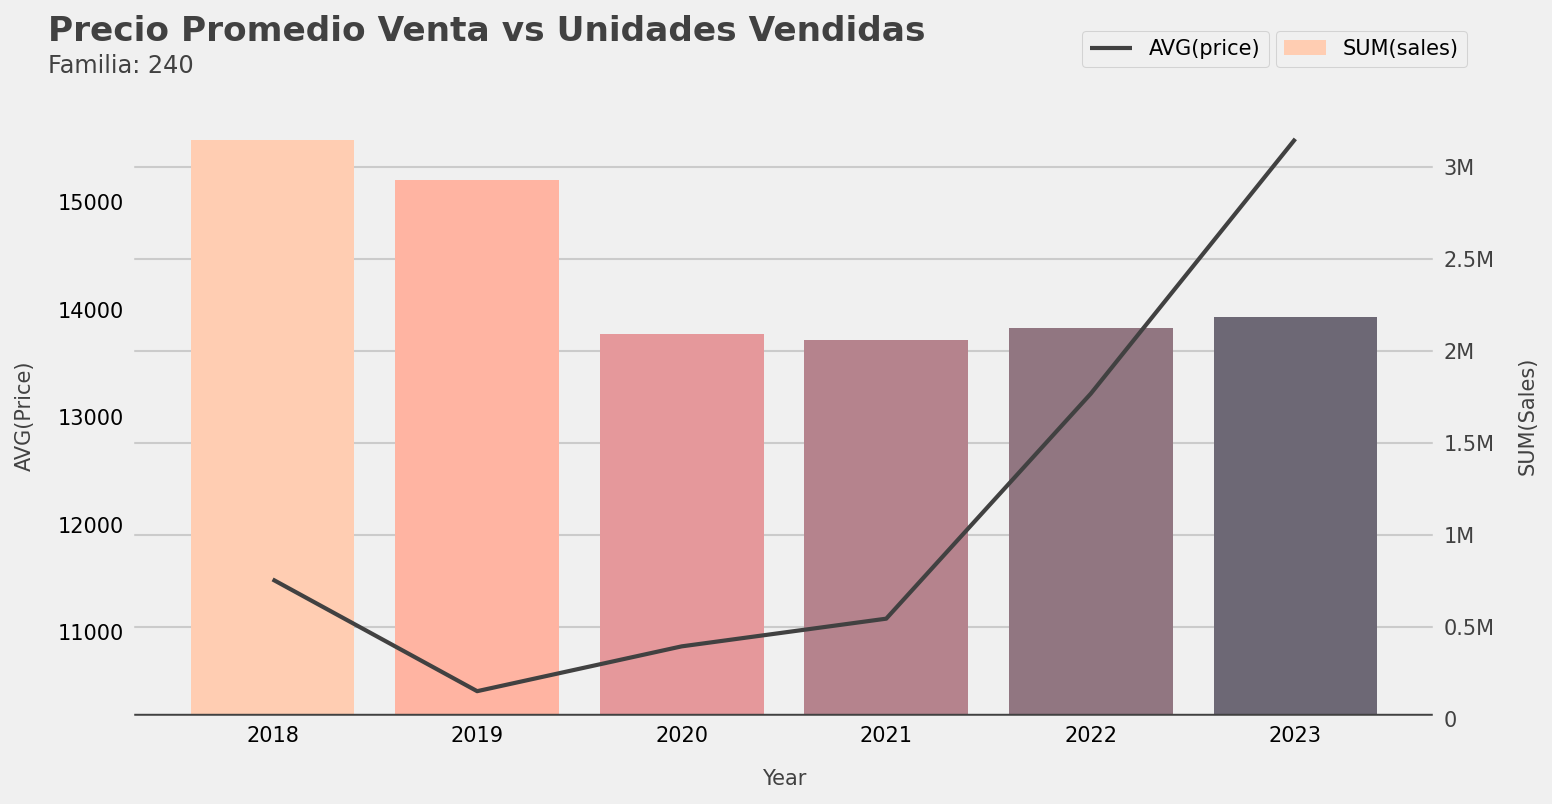 Precio Promedio Venta vs Unidades Vendidas
Familia: 240
AVG(price)
SUM(sales)
15000
14000
13000
12000
11000
AVG(Price)
3M
2.5M
2M
1.5M
1M
0.5M
0
SUM(Sales)
2018
2019
2020
2021
2022
2023
Year